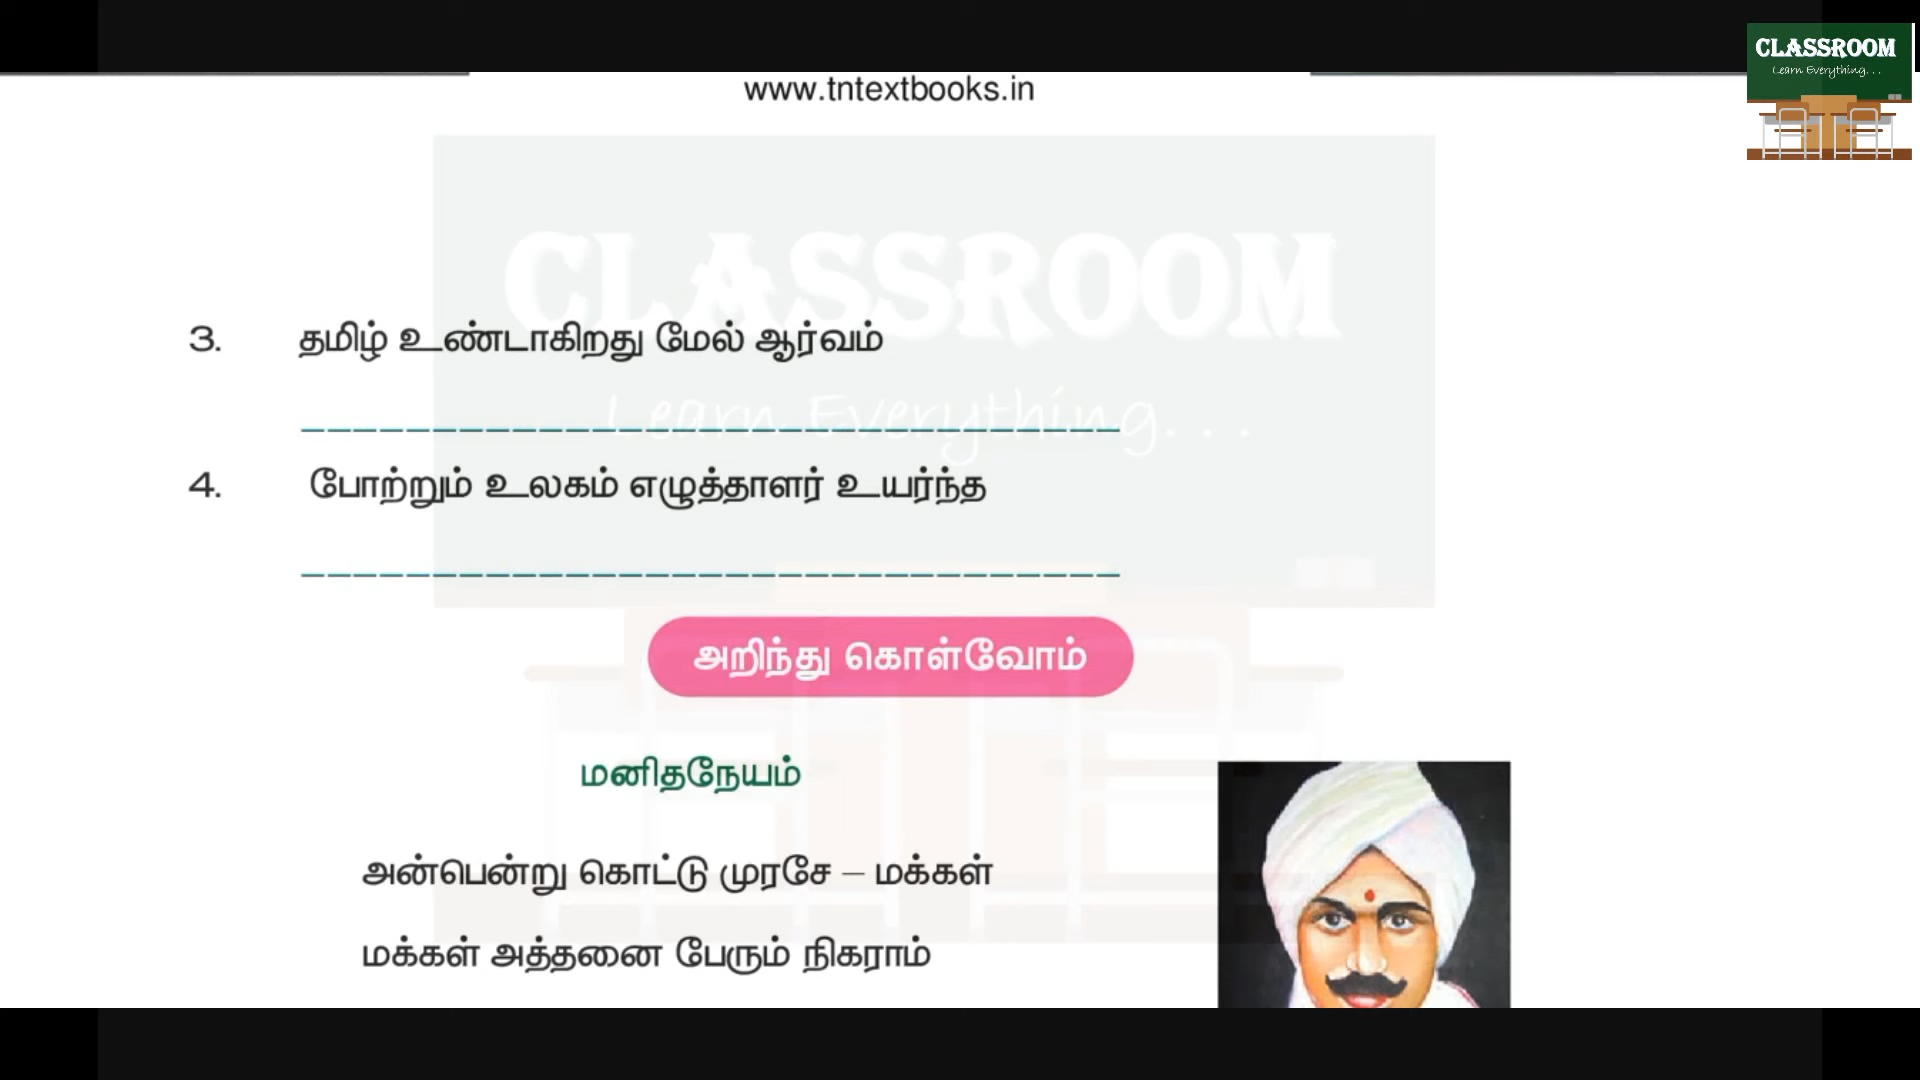 www.tntextbooks.in
CLASSROOM
Learn Everything...
CLASSROOM
Learn Everything...
3. தமிழ் உண்டாகிறது மேல் ஆர்வம்
4. போற்றும் உலகம் எழுத்தாளர் உயர்ந்த
அறிந்து கொள்வோம்
மனிதநேயம்
அன்பென்று கொட்டு முரசே – மக்கள்
மக்கள் அத்தனை பேரும் நிகராம்